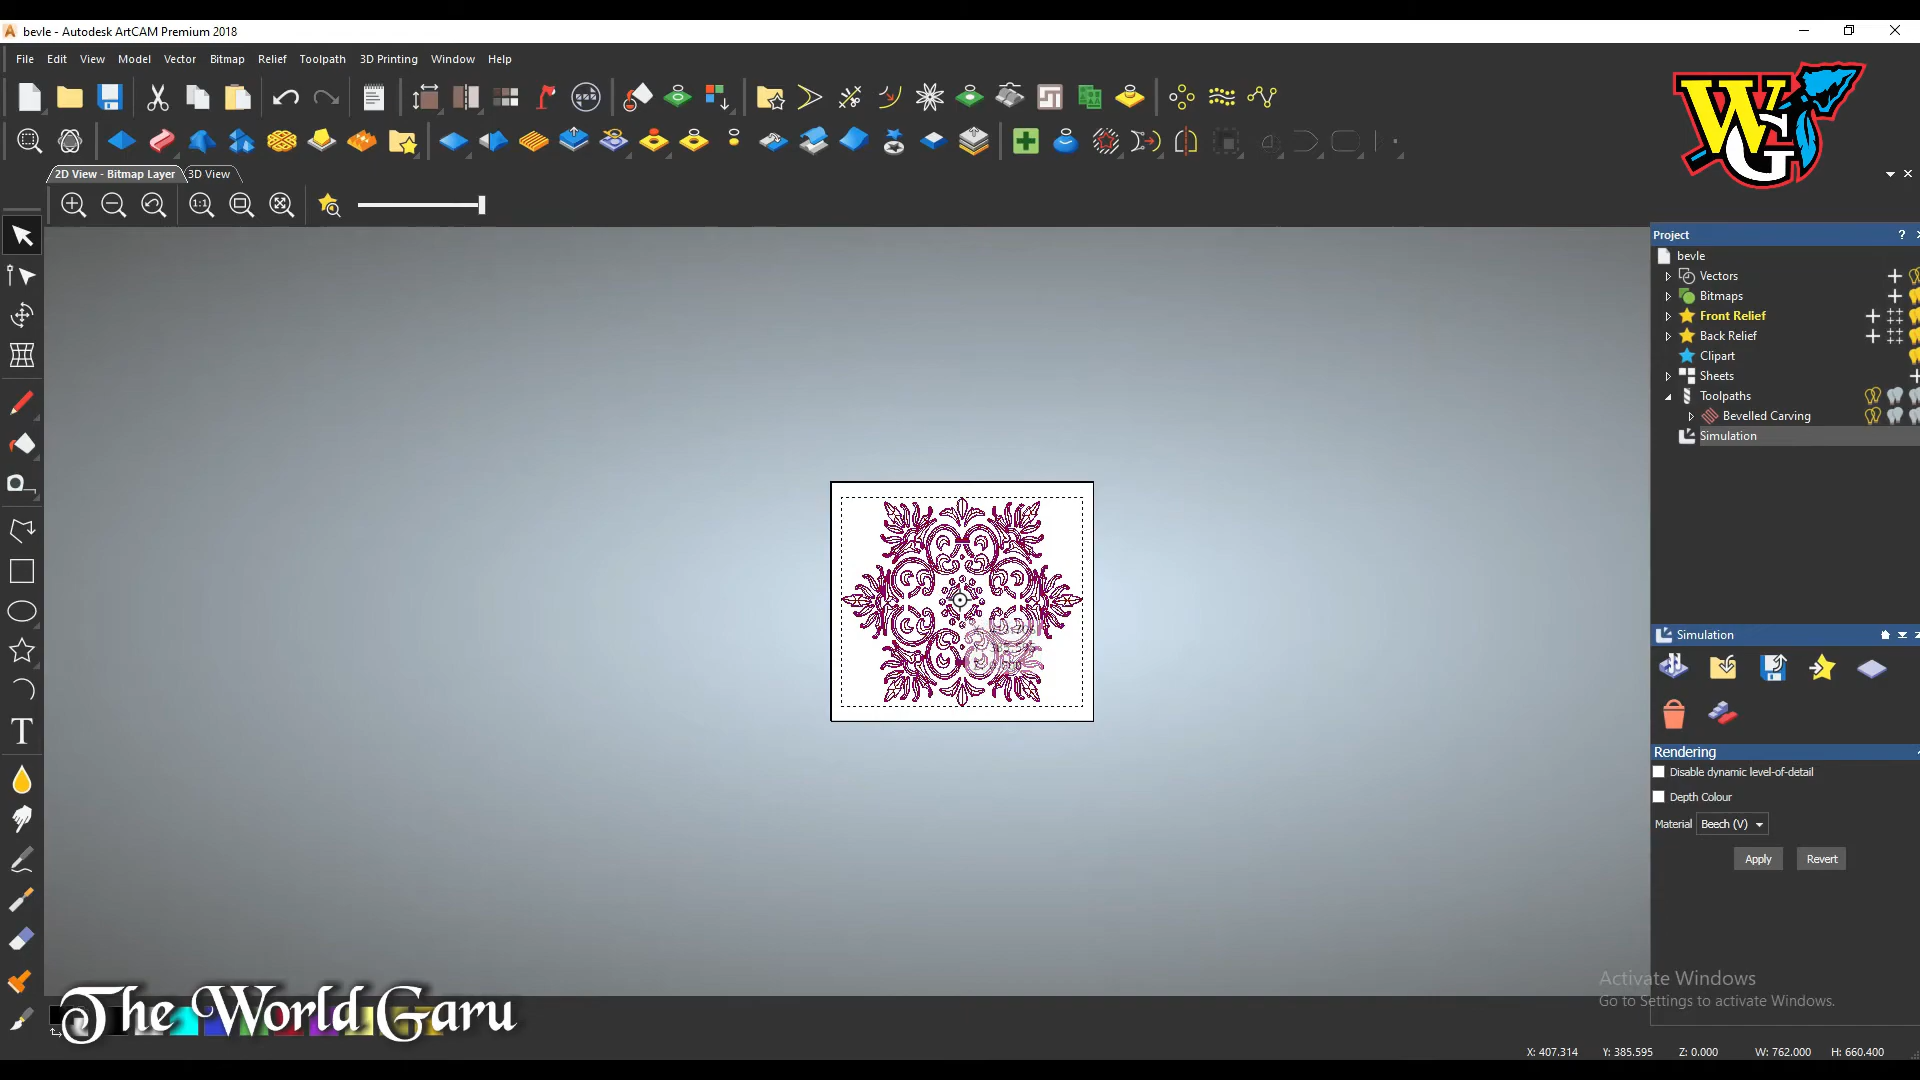 bevle - Autodesk ArtCAM Premium 2018
File Edit View Model Vector Bitmap Relief Toolpath 3D Printing Window Help
WSG
2D View - Bitmap Layer 3D View
1:1
Project ?
bevle
Vectors
Bitmaps
Front Relief
Back Relief
Clipart
Sheets
Toolpaths
Bevelled Carving
Simulation
Simulation
Rendering
Disable dynamic level-of-detail
Depth Colour
Material Beech (V)
Apply Revert
T
Activate Windows
Go to Settings to activate Windows.
The World Garu
X: 407.314 Y: 385.595 Z: 0.000 W: 762.000 H: 660.400